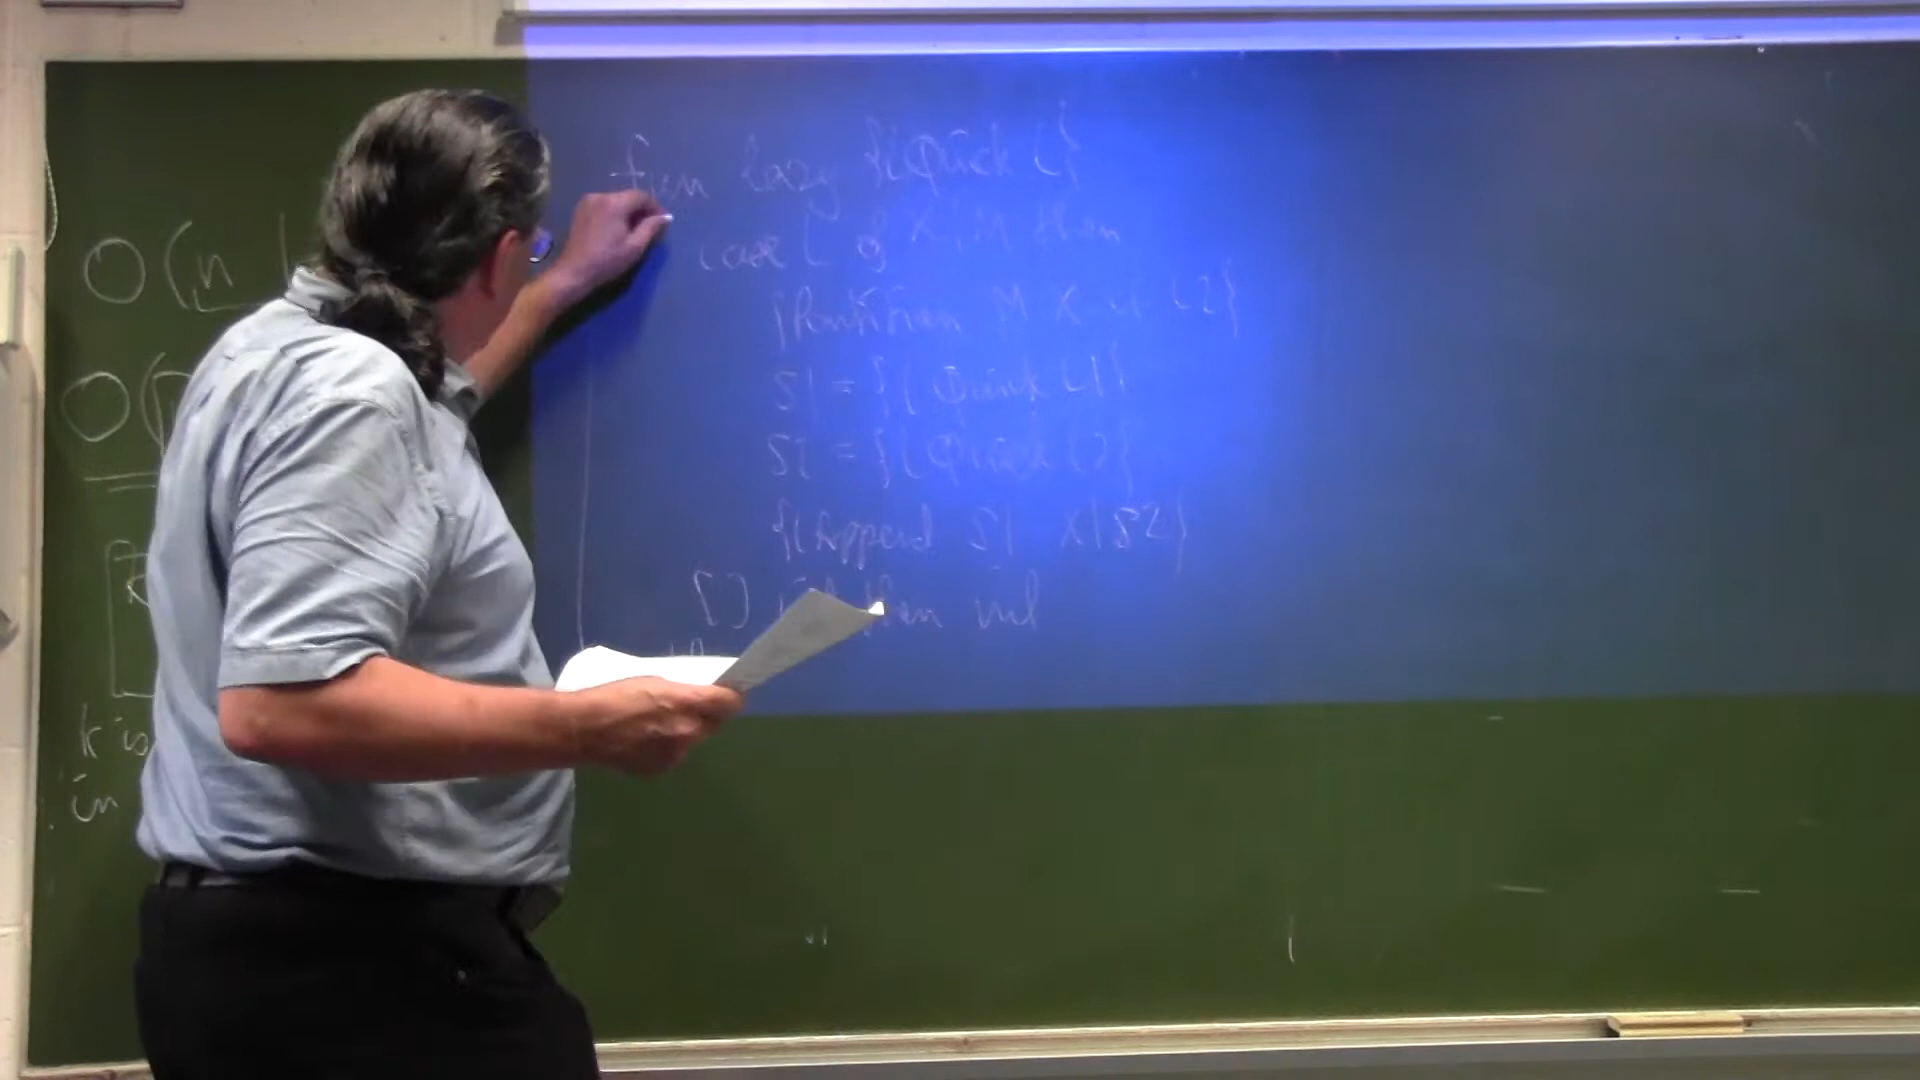 O(n
O(
k is
in
fun lazy {LQuick L}
case L of X|M then
{Partition M X L1 L2}
S1 = {LQuick L1}
S2 = {LQuick L2}
{LAppend S1 X|S2}
[] nil then nil